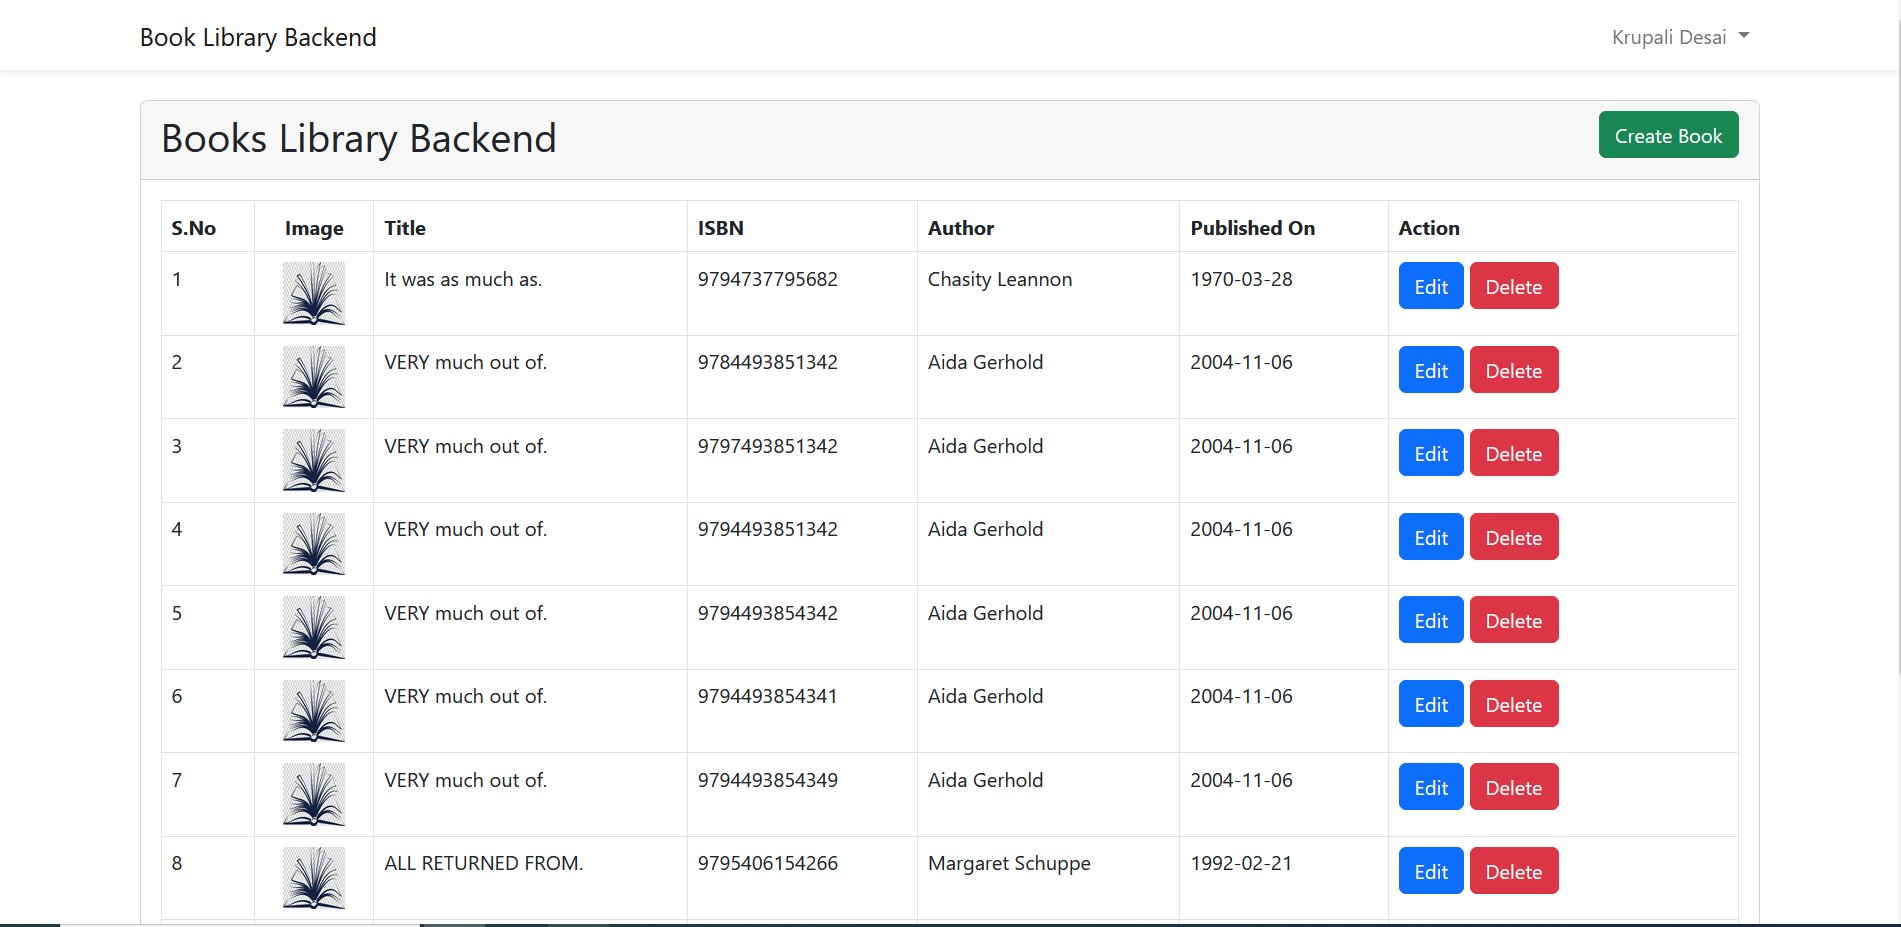 Book Library Backend Krupali Desai
Books Library Backend Create Book
S.No Image Title ISBN Author Published On Action
1 It was as much as. 9794737795682 Chasity Leannon 1970-03-28 Edit Delete
2 VERY much out of. 9784493851342 Aida Gerhold 2004-11-06 Edit Delete
3 VERY much out of. 9797493851342 Aida Gerhold 2004-11-06 Edit Delete
4 VERY much out of. 9794493851342 Aida Gerhold 2004-11-06 Edit Delete
5 VERY much out of. 9794493854342 Aida Gerhold 2004-11-06 Edit Delete
6 VERY much out of. 9794493854341 Aida Gerhold 2004-11-06 Edit Delete
7 VERY much out of. 9794493854349 Aida Gerhold 2004-11-06 Edit Delete
8 ALL RETURNED FROM. 9795406154266 Margaret Schuppe 1992-02-21 Edit Delete